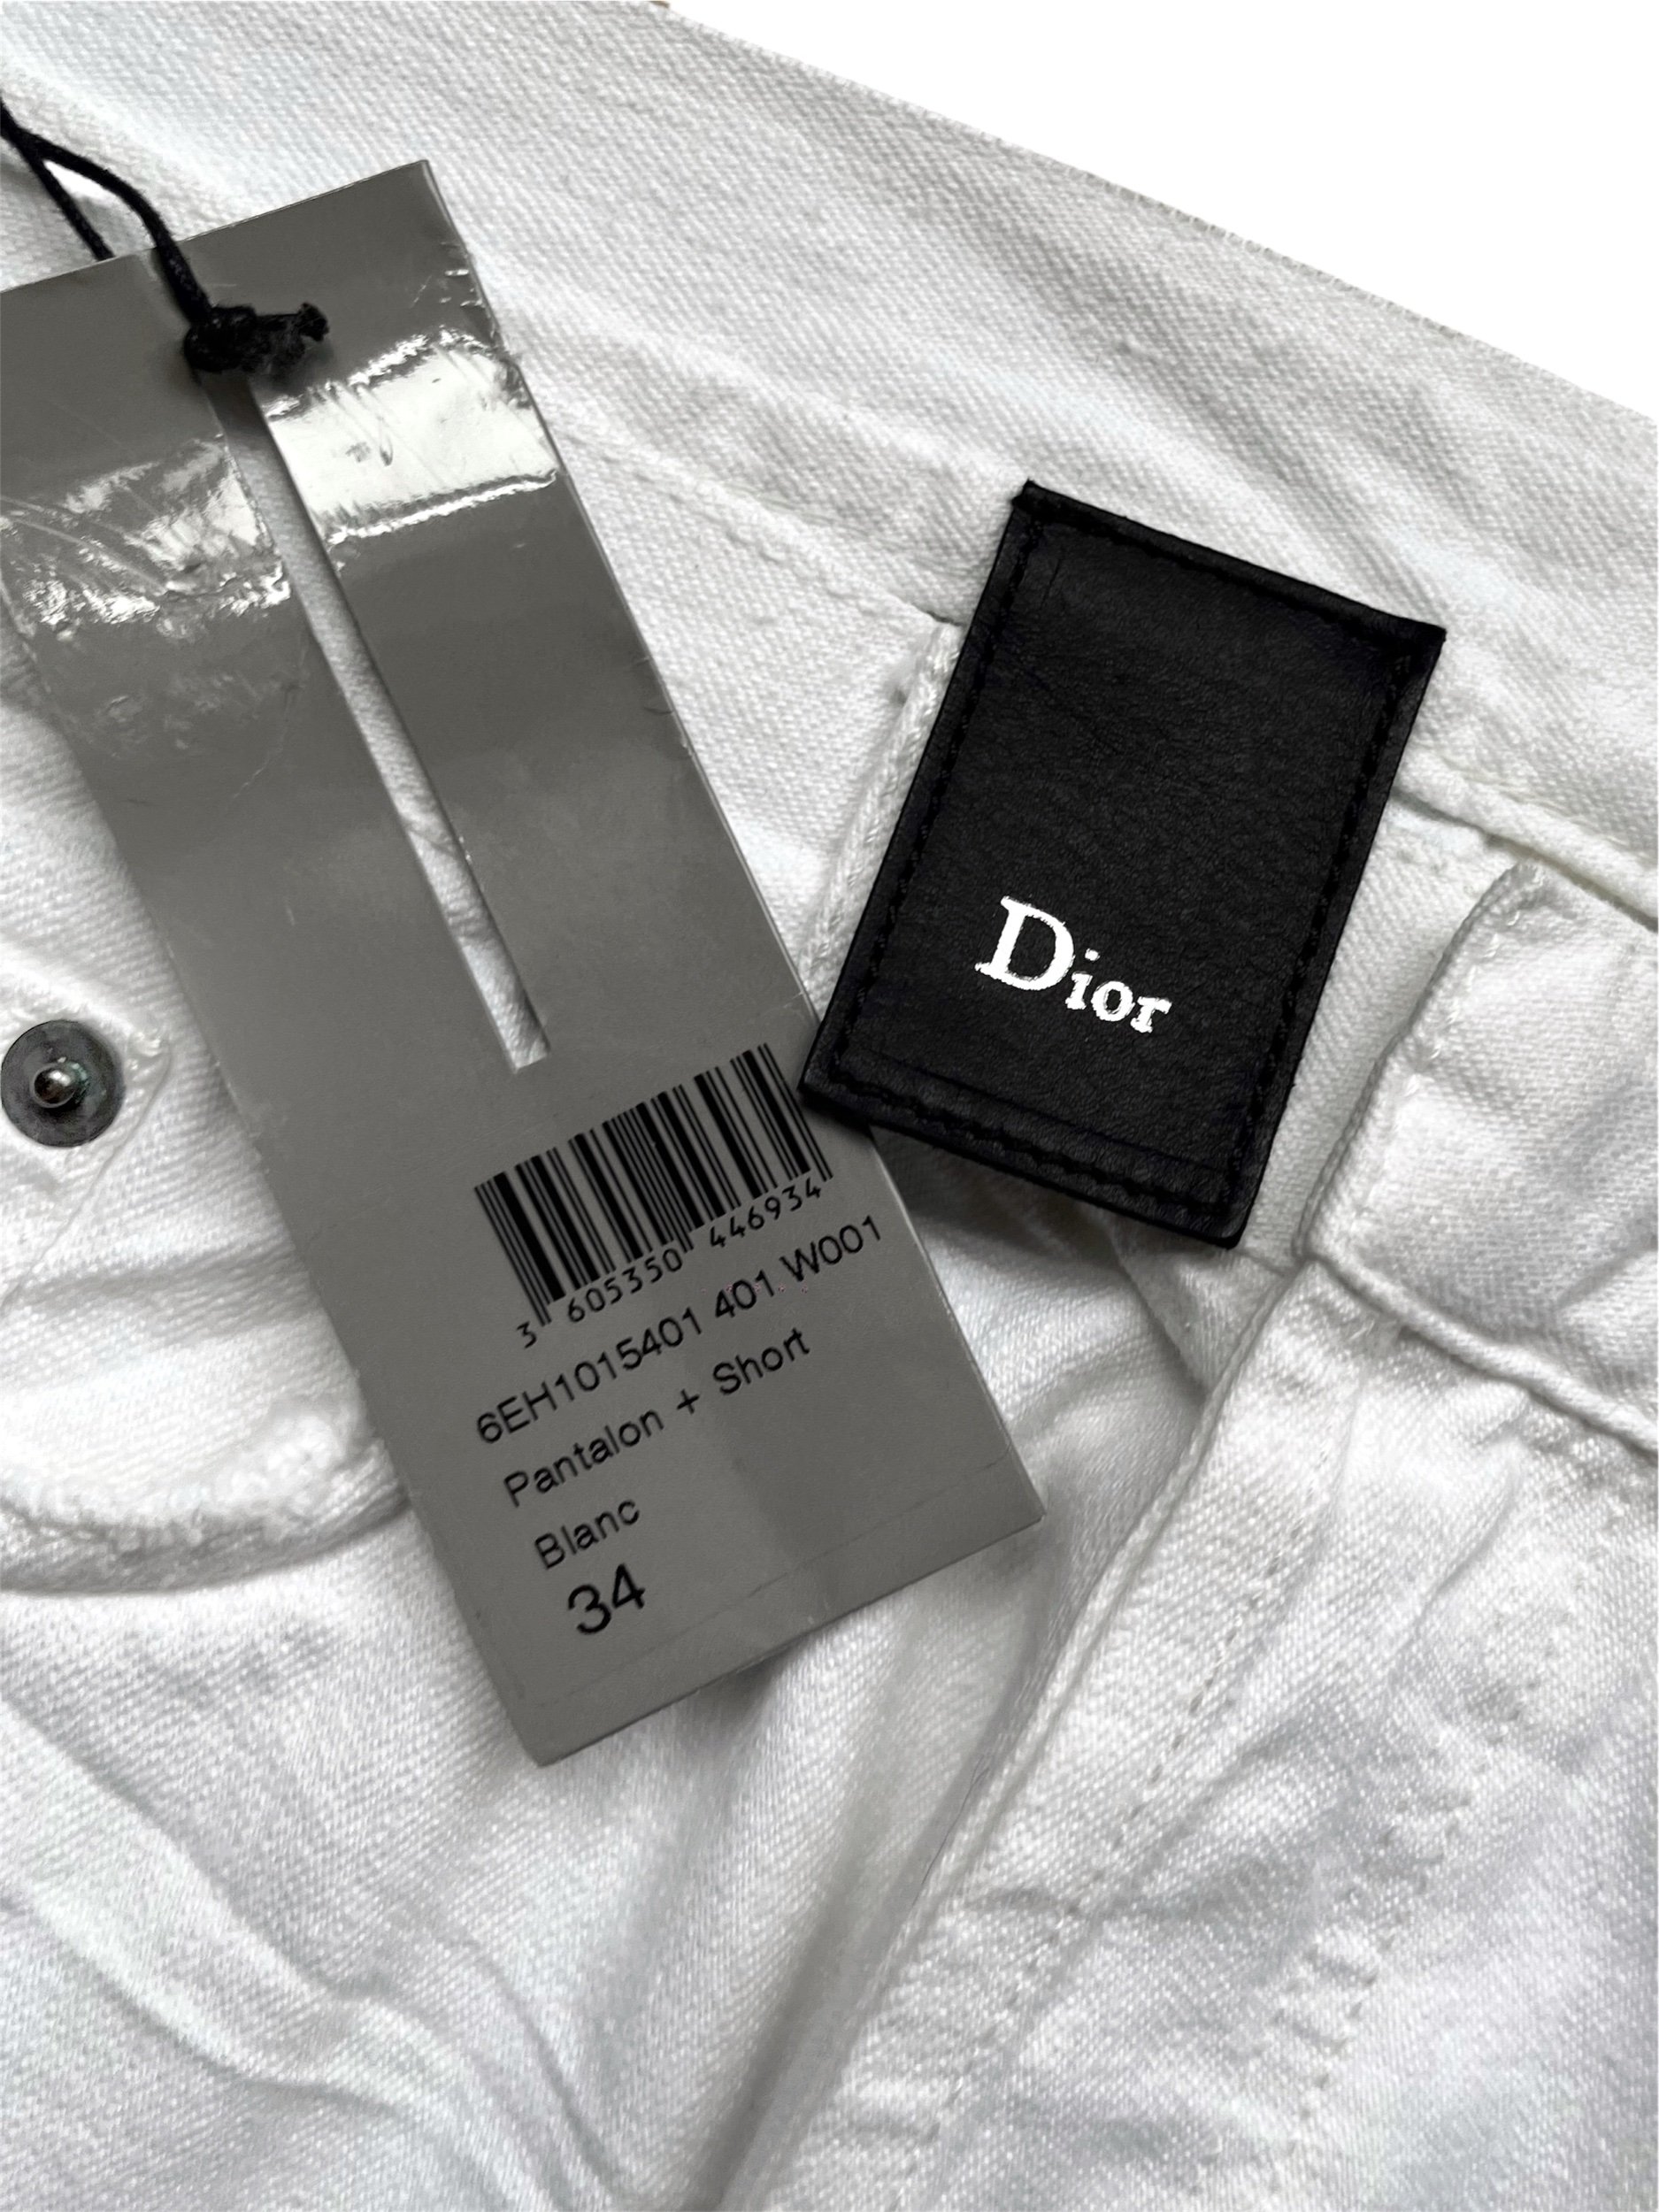 Dior
3 605350 446934
6EH1015401 401 W001
Pantalon + Short
Blanc
34